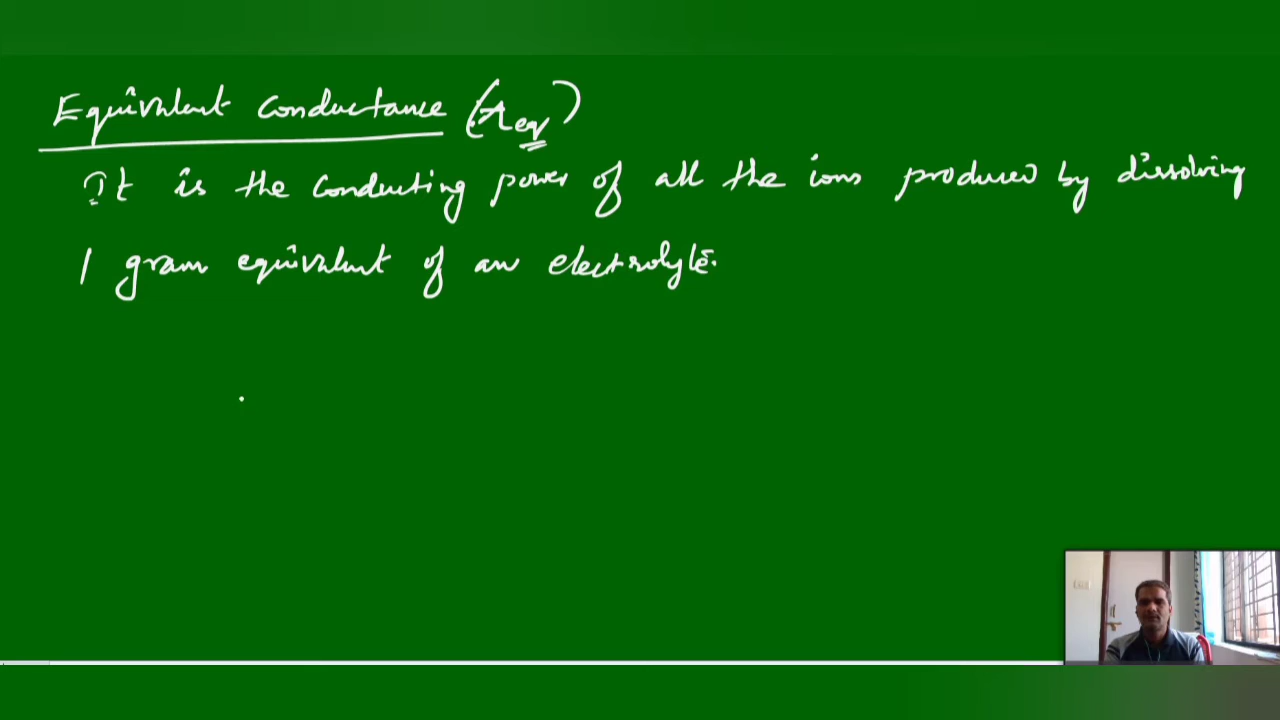 Equivalent Conductance (Λeq)
It is the conducting power of all the ions produced by dissolving
1 gram equivalent of an electrolyte.